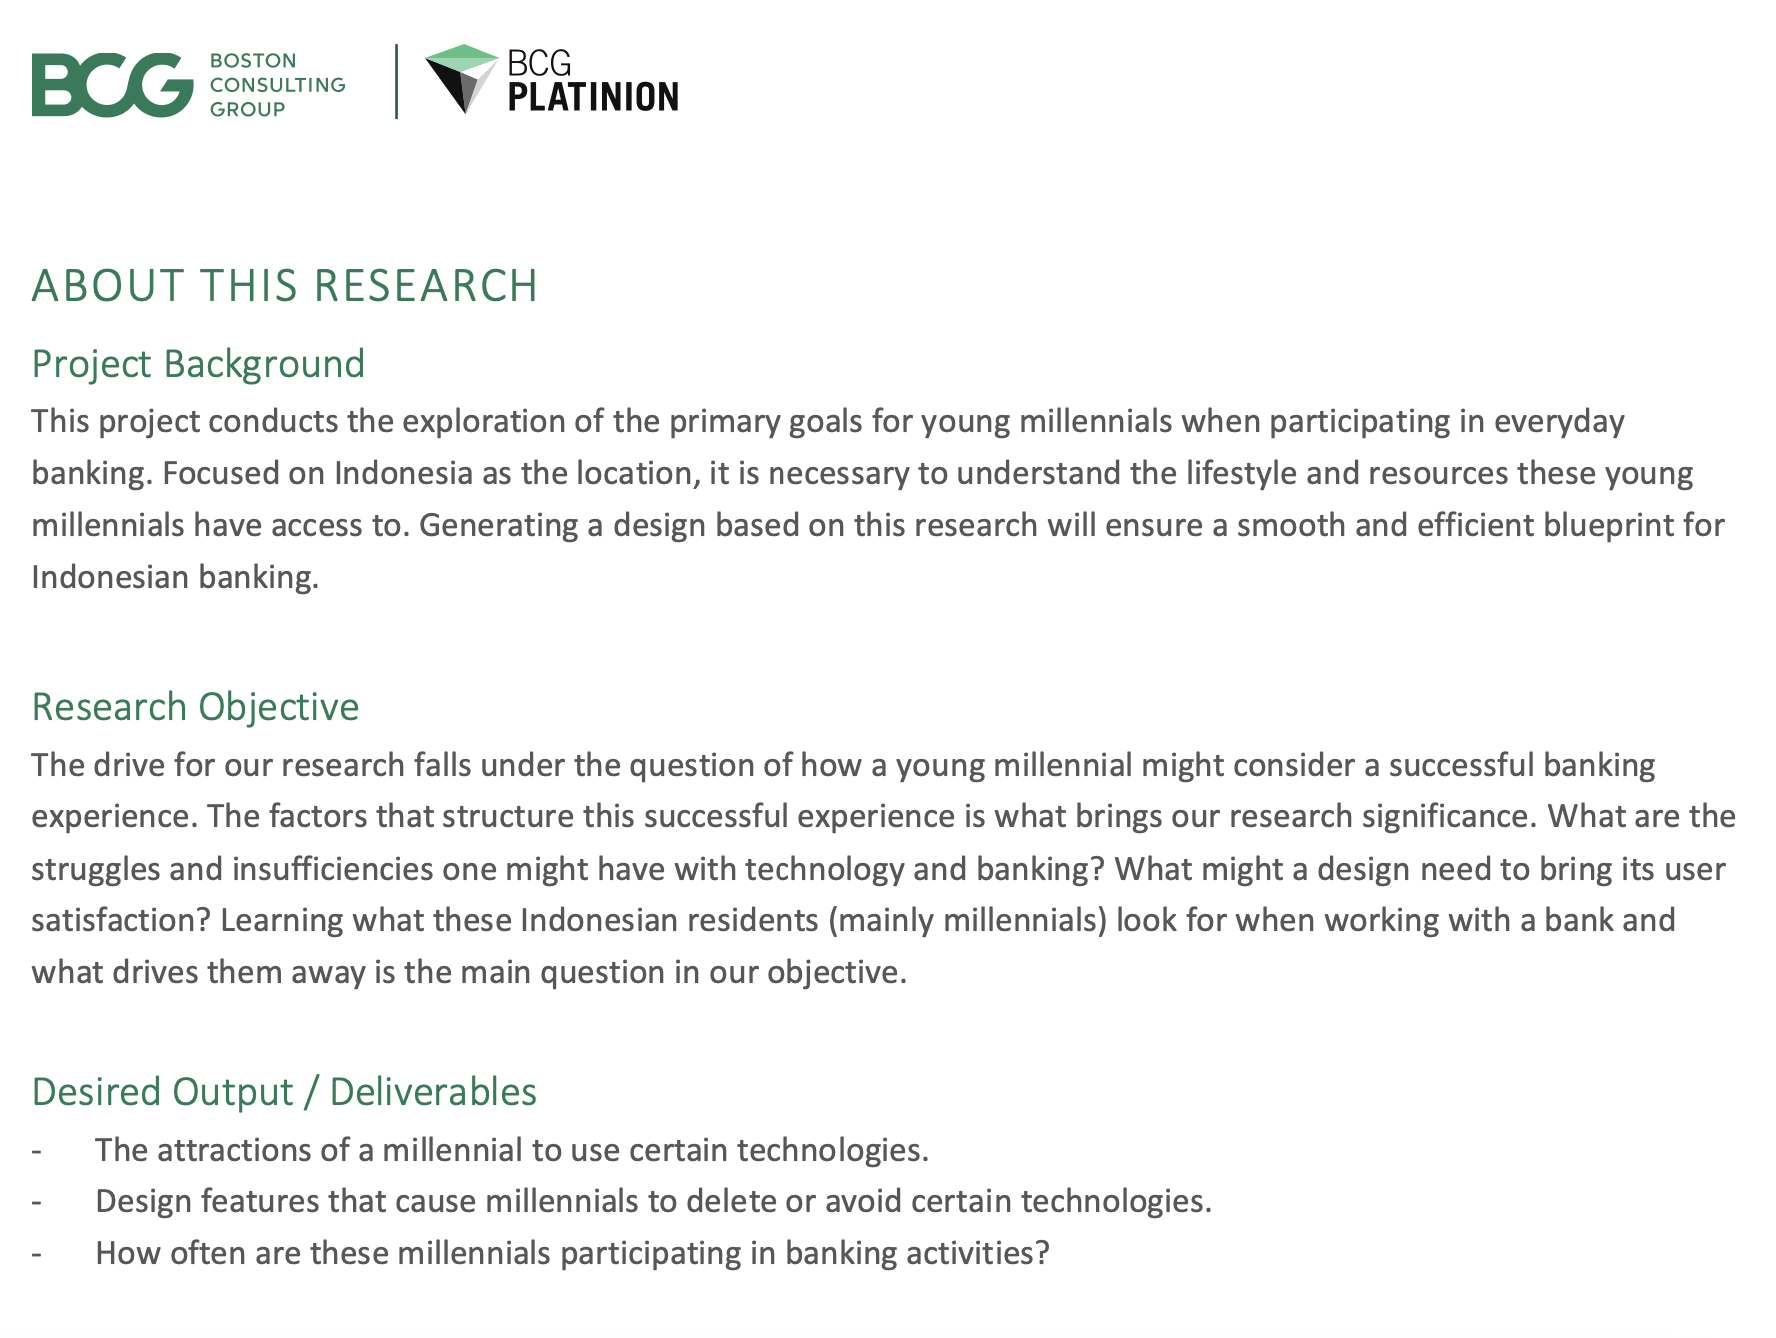 BCG BOSTON
CONSULTING
GROUP
BCG
PLATINION
ABOUT THIS RESEARCH
Project Background
This project conducts the exploration of the primary goals for young millennials when participating in everyday
banking. Focused on Indonesia as the location, it is necessary to understand the lifestyle and resources these young
millennials have access to. Generating a design based on this research will ensure a smooth and efficient blueprint for
Indonesian banking.
Research Objective
The drive for our research falls under the question of how a young millennial might consider a successful banking
experience. The factors that structure this successful experience is what brings our research significance. What are the
struggles and insufficiencies one might have with technology and banking? What might a design need to bring its user
satisfaction? Learning what these Indonesian residents (mainly millennials) look for when working with a bank and
what drives them away is the main question in our objective.
Desired Output / Deliverables
- The attractions of a millennial to use certain technologies.
- Design features that cause millennials to delete or avoid certain technologies.
- How often are these millennials participating in banking activities?